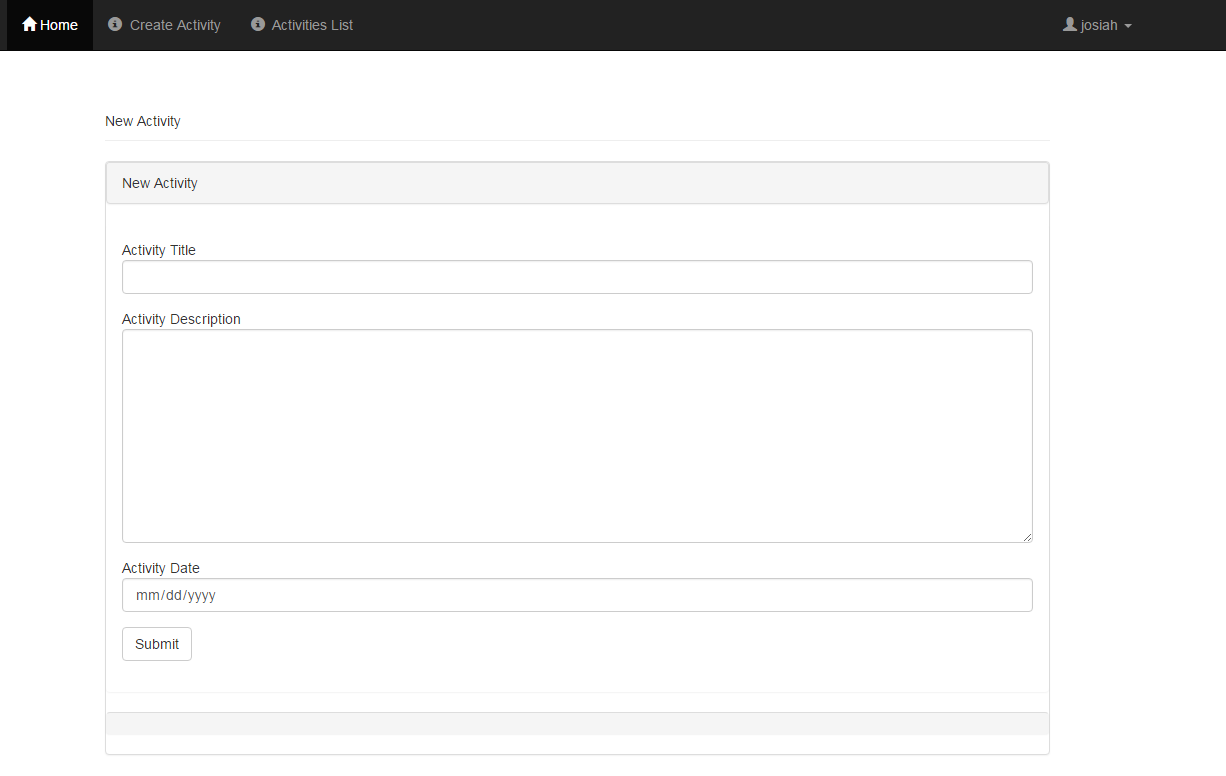 Home Create Activity Activities List josiah
New Activity
New Activity
Activity Title
Activity Description
Activity Date
mm/dd/yyyy
Submit